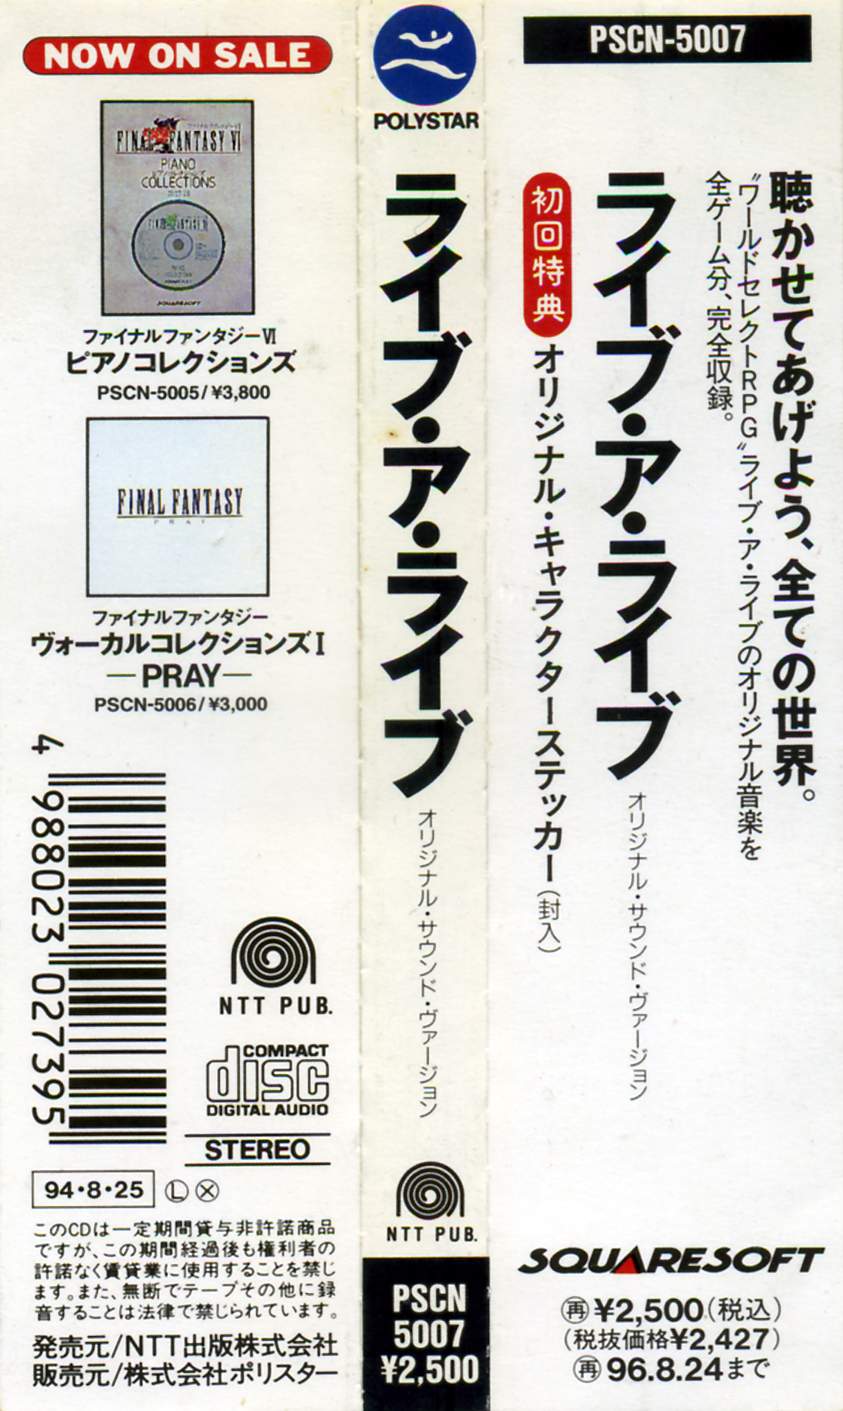 NOW ON SALE
FINAL FANTASY VI
PIANO
COLLECTIONS
SQUARESOFT
ファイナルファンタジーⅥ
ピアノコレクションズ
PSCN-5005/¥3,800
FINAL FANTASY
PRAY
ファイナルファンタジー
ヴォーカルコレクションズⅠ
—PRAY—
PSCN-5006/¥3,000
4 988023 027395
NTT PUB.
COMPACT
disc
DIGITAL AUDIO
STEREO
94・8・25 Ⓛ ⓧ
このCDは一定期間貸与非許諾商品
ですが、この期間経過後も権利者の
許諾なく賃貸業に使用することを禁じ
ます。また、無断でテープその他に録
音することは法律で禁じられています。
発売元/NTT出版株式会社
販売元/株式会社ポリスター
POLYSTAR
ライブ・ア・ライブ
オリジナル・サウンド・ヴァージョン
NTT PUB.
PSCN
5007
¥2,500
PSCN-5007
聴かせてあげよう、全ての世界。
"ワールドセレクトRPG"ライブ・ア・ライブのオリジナル音楽を
全ゲーム分、完全収録。
ライブ・ア・ライブ
オリジナル・サウンド・ヴァージョン
初回特典 オリジナル・キャラクターステッカー(封入)
SQUARESOFT
㊢¥2,500(税込)
(税抜価格¥2,427)
㊢96.8.24まで